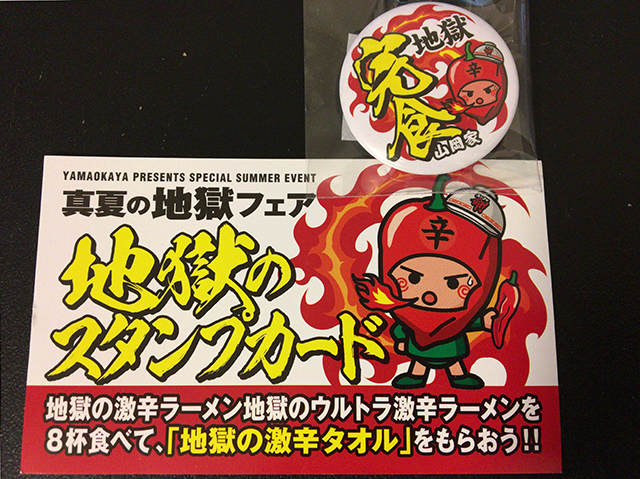 地獄
完食
山岡家
辛
YAMAOKAYA PRESENTS SPECIAL SUMMER EVENT
真夏の地獄フェア
地獄の
スタンプカード
辛
地獄の激辛ラーメン地獄のウルトラ激辛ラーメンを
8杯食べて、「地獄の激辛タオル」をもらおう!!